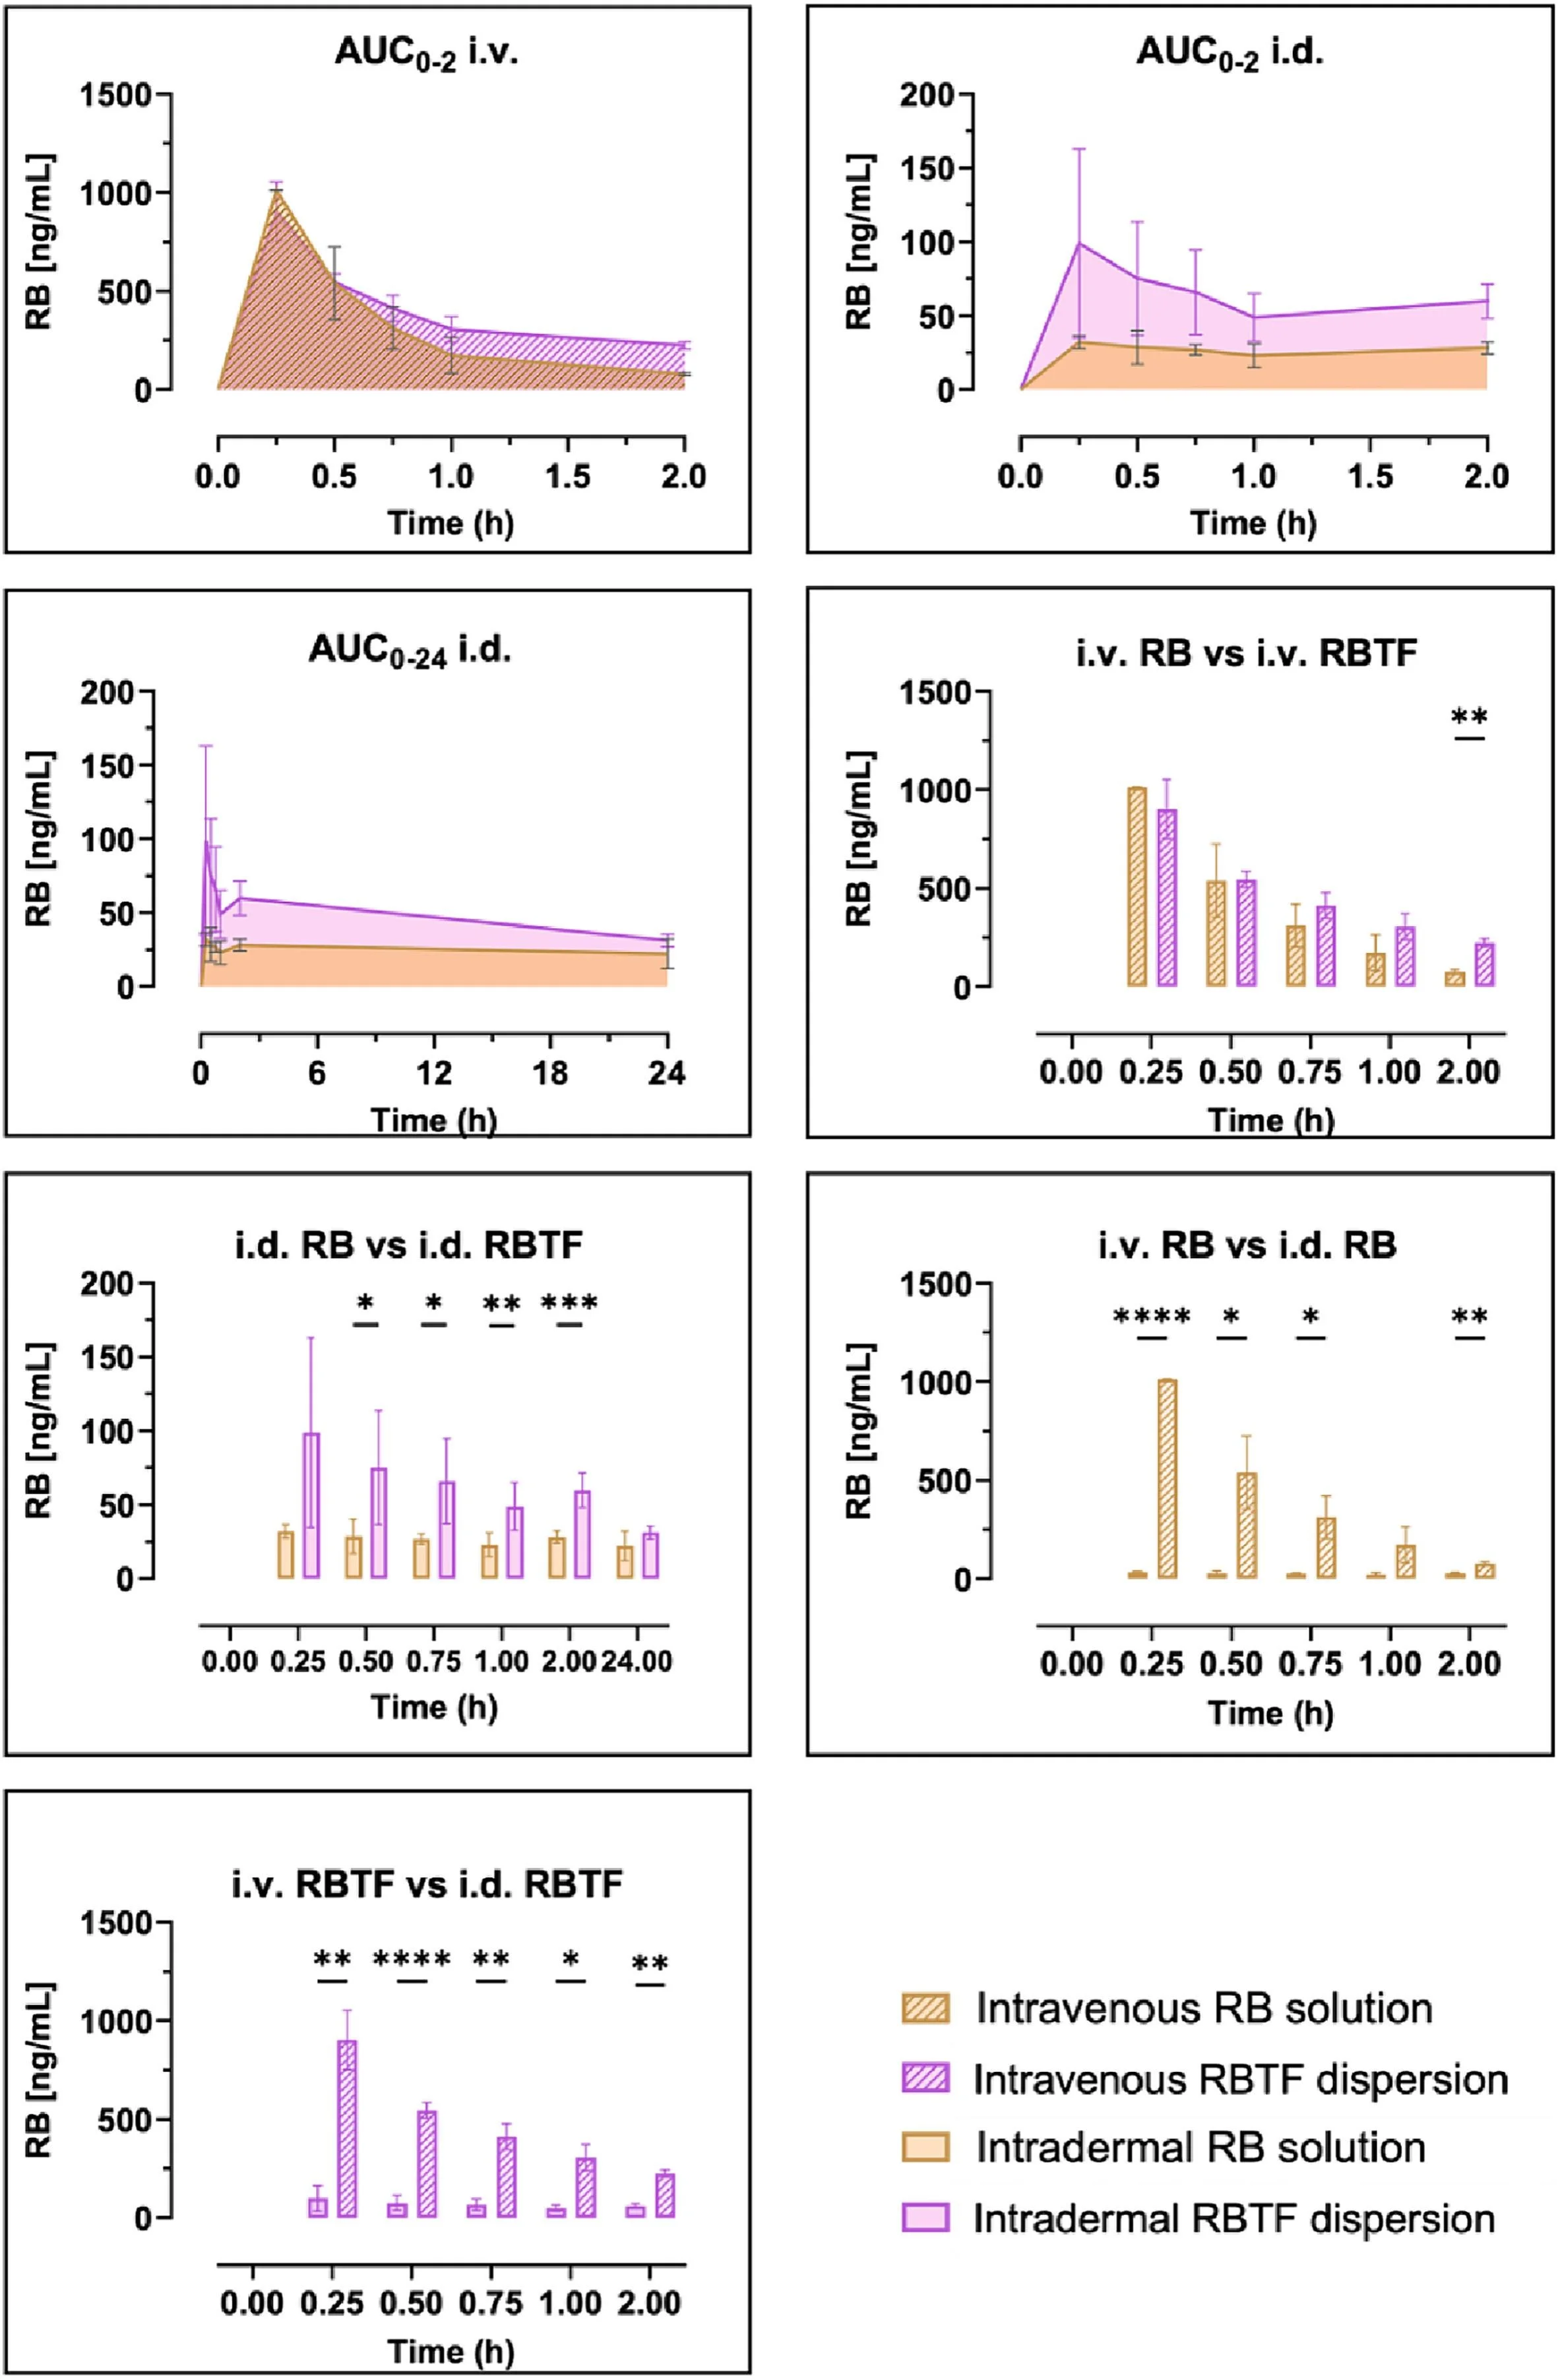 AUC0-2 i.v.
RB [ng/mL]
1500
1000
500
0
0.0 0.5 1.0 1.5 2.0
Time (h)
AUC0-2 i.d.
RB [ng/mL]
200
150
100
50
0
0.0 0.5 1.0 1.5 2.0
Time (h)
AUC0-24 i.d.
RB [ng/mL]
200
150
100
50
0
0 6 12 18 24
Time (h)
i.v. RB vs i.v. RBTF
RB [ng/mL]
1500
1000
500
0
**
0.00 0.25 0.50 0.75 1.00 2.00
Time (h)
i.d. RB vs i.d. RBTF
RB [ng/mL]
200
150
100
50
0
* * ** ***
0.00 0.25 0.50 0.75 1.00 2.00 24.00
Time (h)
i.v. RB vs i.d. RB
RB [ng/mL]
1500
1000
500
0
**** * * **
0.00 0.25 0.50 0.75 1.00 2.00
Time (h)
i.v. RBTF vs i.d. RBTF
RB [ng/mL]
1500
1000
500
0
** **** ** * **
0.00 0.25 0.50 0.75 1.00 2.00
Time (h)
Intravenous RB solution
Intravenous RBTF dispersion
Intradermal RB solution
Intradermal RBTF dispersion